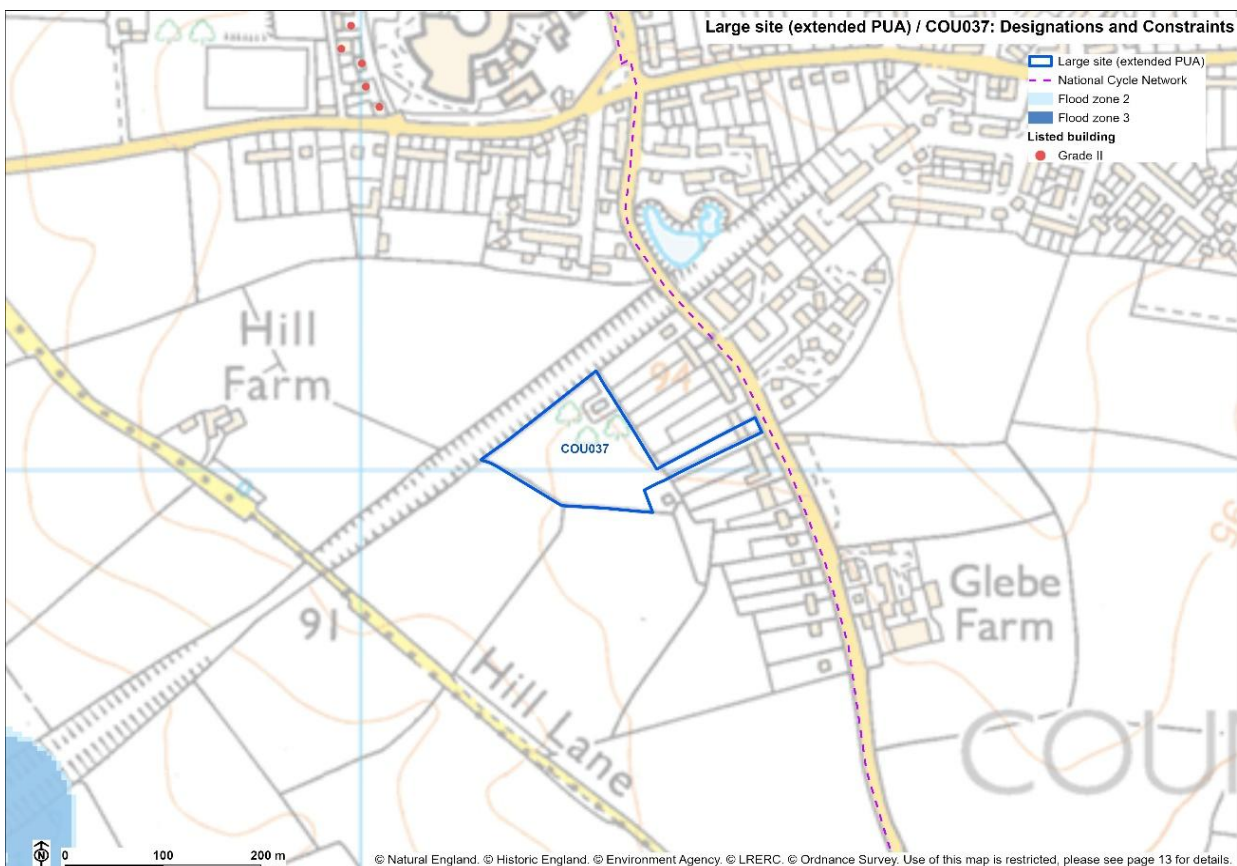 Large site (extended PUA) / COU037: Designations and Constraints
Large site (extended PUA)
National Cycle Network
Flood zone 2
Flood zone 3
Listed building
Grade II
Hill
Farm
94
COU037
95
91
Glebe
Farm
Hill Lane
COU
N
0 100 200 m
© Natural England. © Historic England. © Environment Agency. © LRERC. © Ordnance Survey. Use of this map is restricted, please see page 13 for details.